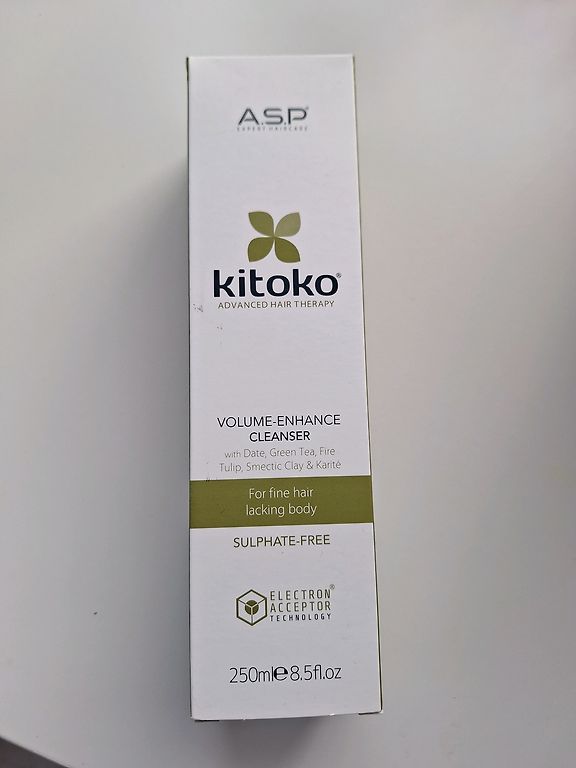 A.S.P®
EXPERT HAIRCARE
kitoko®
ADVANCED HAIR THERAPY
VOLUME-ENHANCE
CLEANSER
with Date, Green Tea, Fire
Tulip, Smectic Clay & Karité
For fine hair
lacking body
SULPHATE-FREE
ELECTRON®
ACCEPTOR
TECHNOLOGY
250ml℮8.5fl.oz